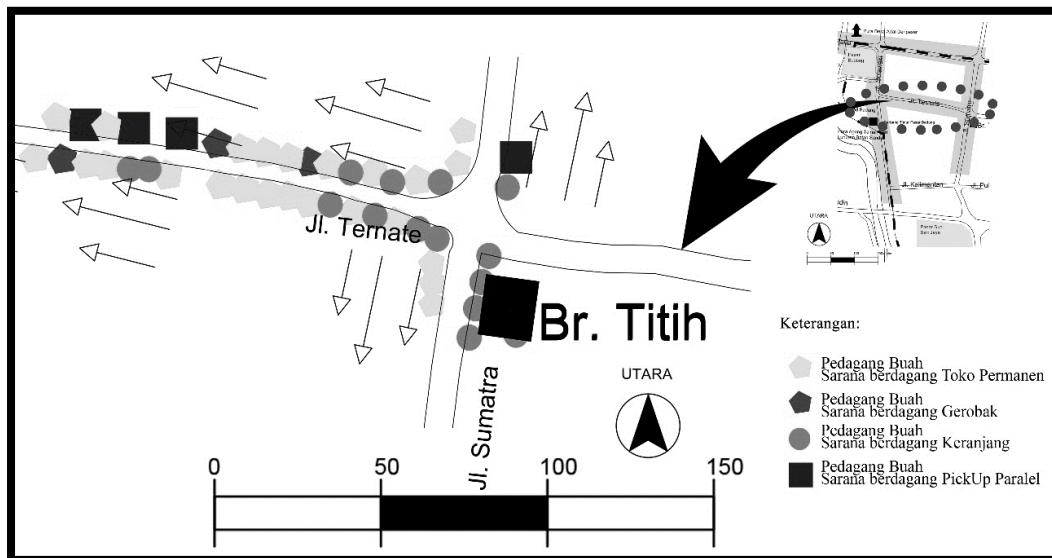 Jl. Ternate
Br. Titih
Jl. Sumatra
UTARA
0 50 100 150
Jl. Ternate
Jl. Kalimantan
Jl. Pul
UTARA
Keterangan:
Pedagang Buah
Sarana berdagang Toko Permanen
Pedagang Buah
Sarana berdagang Gerobak
Pedagang Buah
Sarana berdagang Keranjang
Pedagang Buah
Sarana berdagang PickUp Paralel